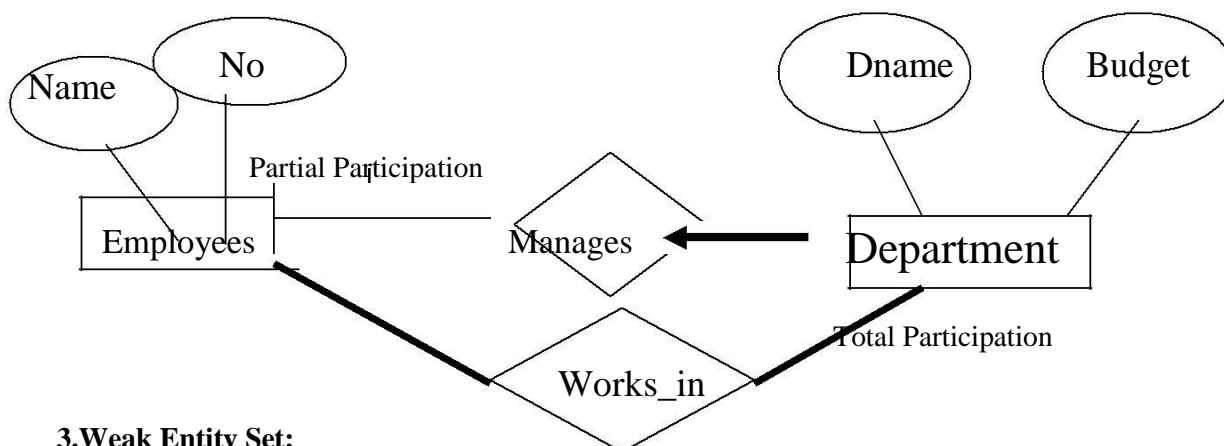 No
Name
Dname
Budget
Partial Participation
Employees
Manages
Department
Total Participation
Works_in
3.Weak Entity Set: